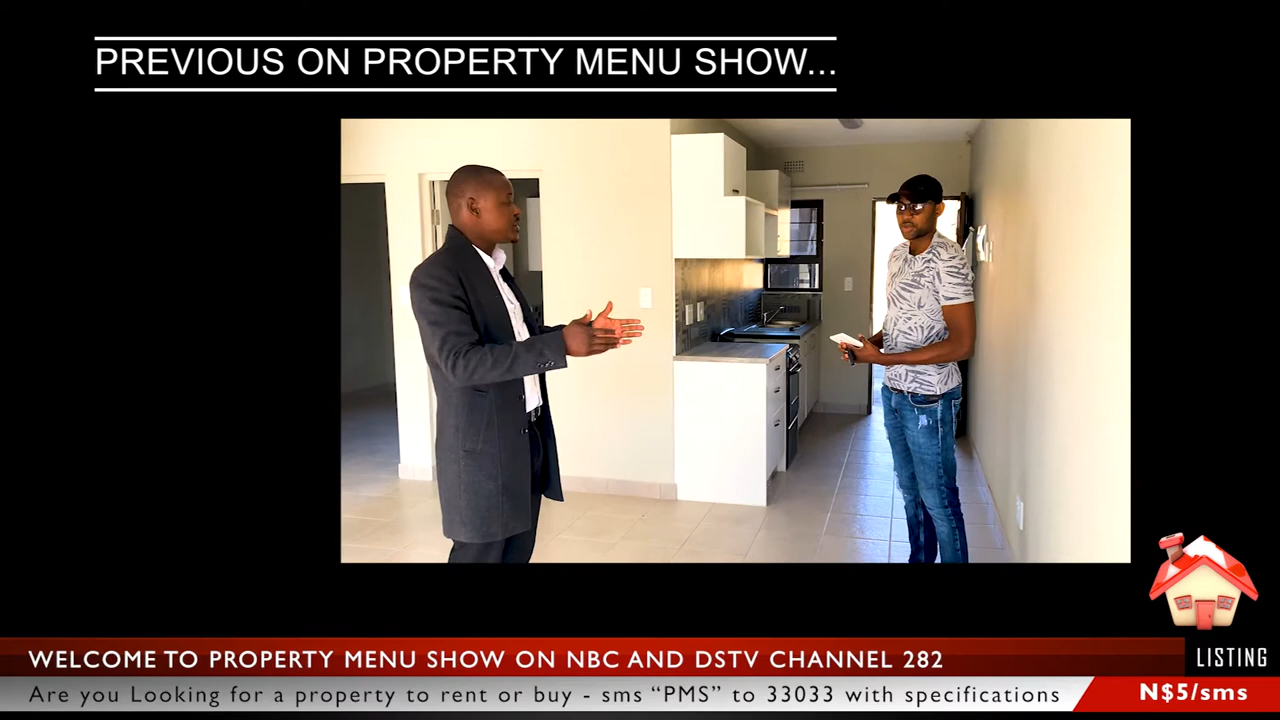 PREVIOUS ON PROPERTY MENU SHOW...
WELCOME TO PROPERTY MENU SHOW ON NBC AND DSTV CHANNEL 282
LISTING
Are you Looking for a property to rent or buy - sms “PMS” to 33033 with specifications
N$5/sms